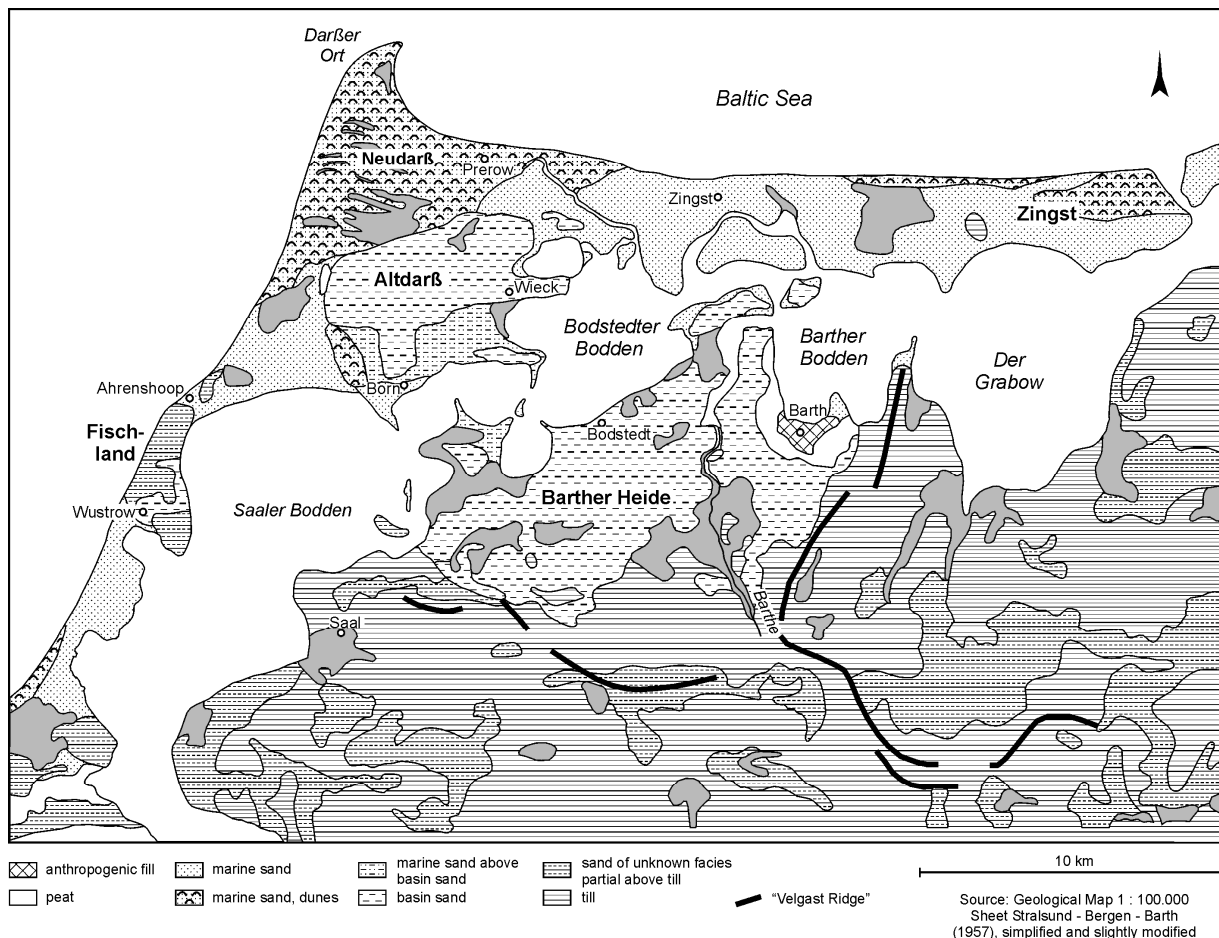 Darßer
Ort
Baltic Sea
Neudarß
Prerow
Zingst
Zingst
Altdarß
Wieck
Bodstedter
Bodden
Barther
Bodden
Der
Grabow
Ahrenshoop
Born
Barth
Fisch-
land
Bodstedt
Wustrow
Saaler Bodden
Barther Heide
Barthe
Saal
anthropogenic fill
peat
marine sand
marine sand, dunes
marine sand above
basin sand
basin sand
sand of unknown facies
partial above till
till
"Velgast Ridge"
10 km
Source: Geological Map 1 : 100.000
Sheet Stralsund - Bergen - Barth
(1957), simplified and slightly modified